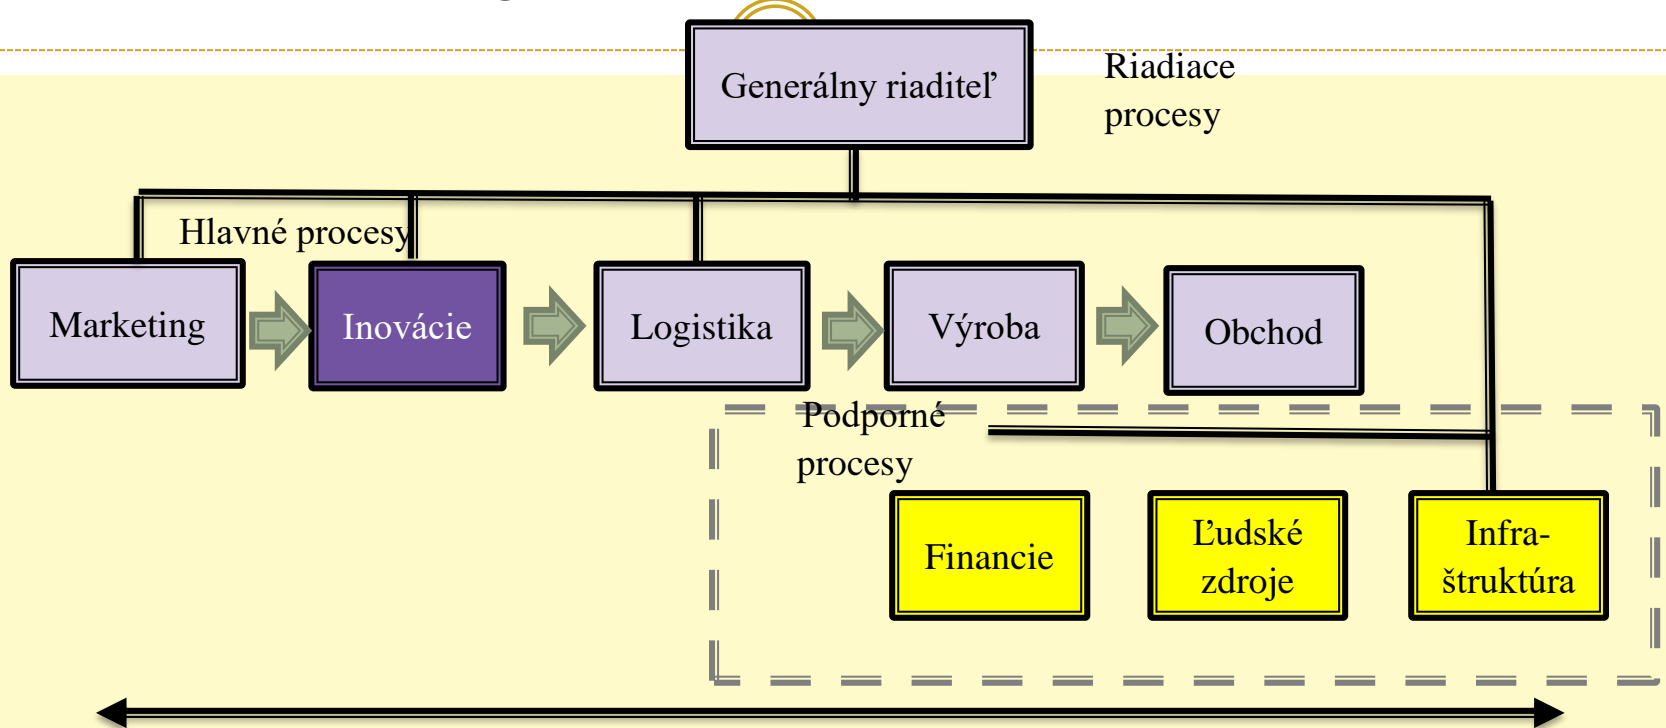 Generálny riaditeľ
Riadiace
procesy
Hlavné procesy
Marketing
Inovácie
Logistika
Výroba
Obchod
Podporné
procesy
Financie
Ľudské
zdroje
Infra-
štruktúra